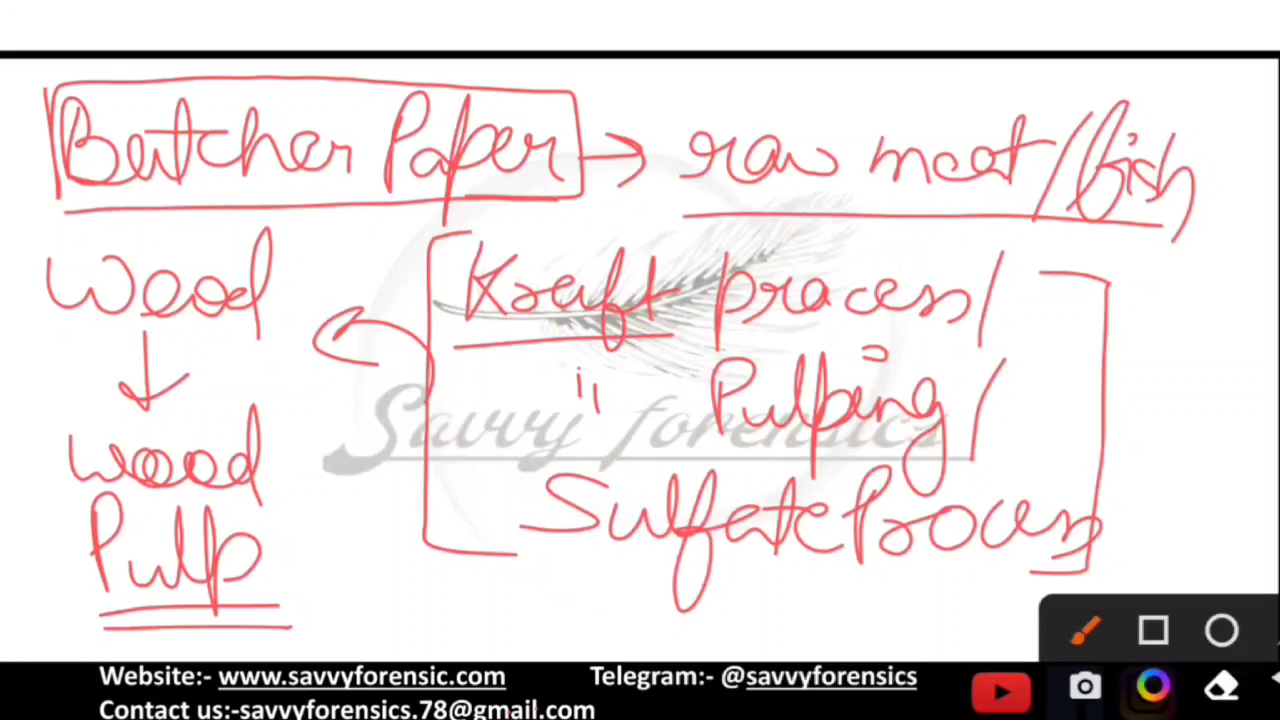 Butcher Paper → raw meat/fish
Wood
↓
wood
Pulp
Kraft process/
" Pulping/
Sulfate Process
Savvy forensics
Website:- www.savvyforensic.com Telegram:- @savvyforensics
Contact us:-savvyforensics.78@gmail.com